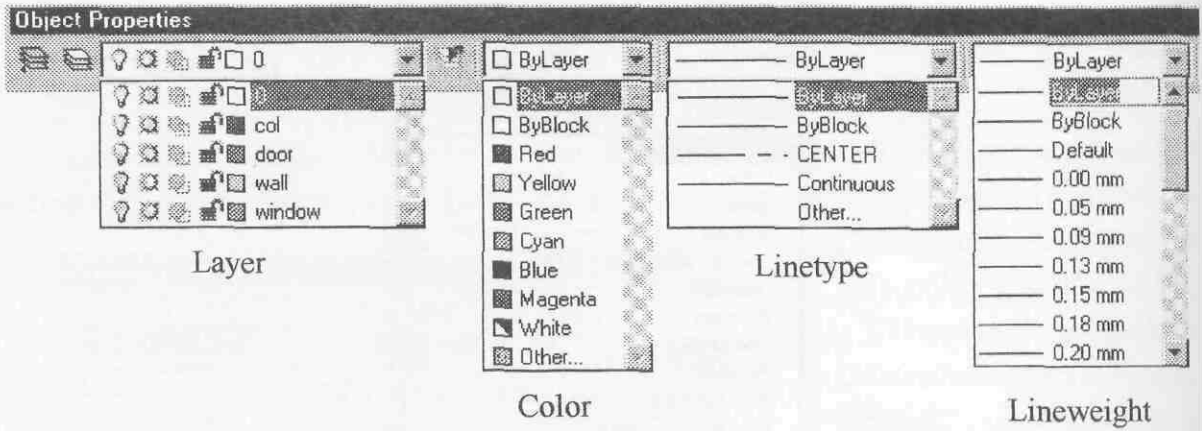 Object Properties
0
ByLayer
ByLayer
ByLayer
0
col
door
wall
window
Layer
ByLayer
ByBlock
Red
Yellow
Green
Cyan
Blue
Magenta
White
Other...
Color
ByLayer
ByBlock
CENTER
Continuous
Other...
Linetype
ByLayer
ByBlock
Default
0.00 mm
0.05 mm
0.09 mm
0.13 mm
0.15 mm
0.18 mm
0.20 mm
Lineweight